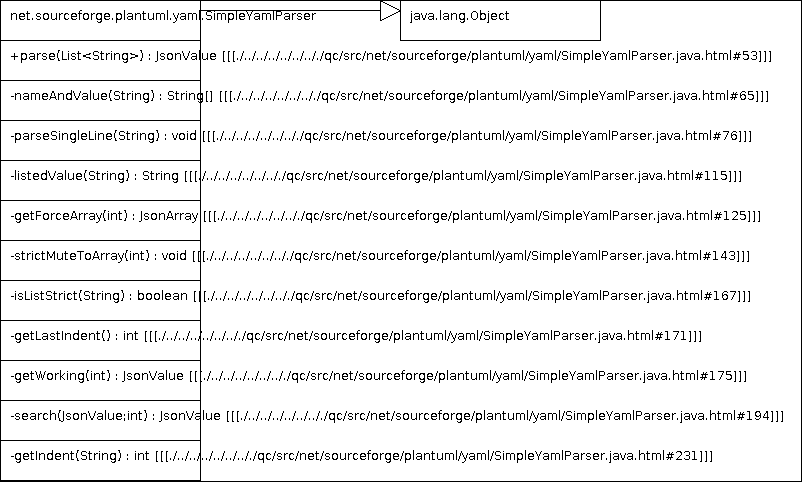 net.sourceforge.plantuml.yaml.SimpleYamlParser
java.lang.Object
+parse(List<String>) : JsonValue [[[./../../../../../../../qc/src/net/sourceforge/plantuml/yaml/SimpleYamlParser.java.html#53]]]
-nameAndValue(String) : String[] [[[./../../../../../../../qc/src/net/sourceforge/plantuml/yaml/SimpleYamlParser.java.html#65]]]
-parseSingleLine(String) : void [[[./../../../../../../../qc/src/net/sourceforge/plantuml/yaml/SimpleYamlParser.java.html#76]]]
-listedValue(String) : String [[[./../../../../../../../qc/src/net/sourceforge/plantuml/yaml/SimpleYamlParser.java.html#115]]]
-getForceArray(int) : JsonArray [[[./../../../../../../../qc/src/net/sourceforge/plantuml/yaml/SimpleYamlParser.java.html#125]]]
-strictMuteToArray(int) : void [[[./../../../../../../../qc/src/net/sourceforge/plantuml/yaml/SimpleYamlParser.java.html#143]]]
-isListStrict(String) : boolean [[[./../../../../../../../qc/src/net/sourceforge/plantuml/yaml/SimpleYamlParser.java.html#167]]]
-getLastIndent() : int [[[./../../../../../../../qc/src/net/sourceforge/plantuml/yaml/SimpleYamlParser.java.html#171]]]
-getWorking(int) : JsonValue [[[./../../../../../../../qc/src/net/sourceforge/plantuml/yaml/SimpleYamlParser.java.html#175]]]
-search(JsonValue;int) : JsonValue [[[./../../../../../../../qc/src/net/sourceforge/plantuml/yaml/SimpleYamlParser.java.html#194]]]
-getIndent(String) : int [[[./../../../../../../../qc/src/net/sourceforge/plantuml/yaml/SimpleYamlParser.java.html#231]]]